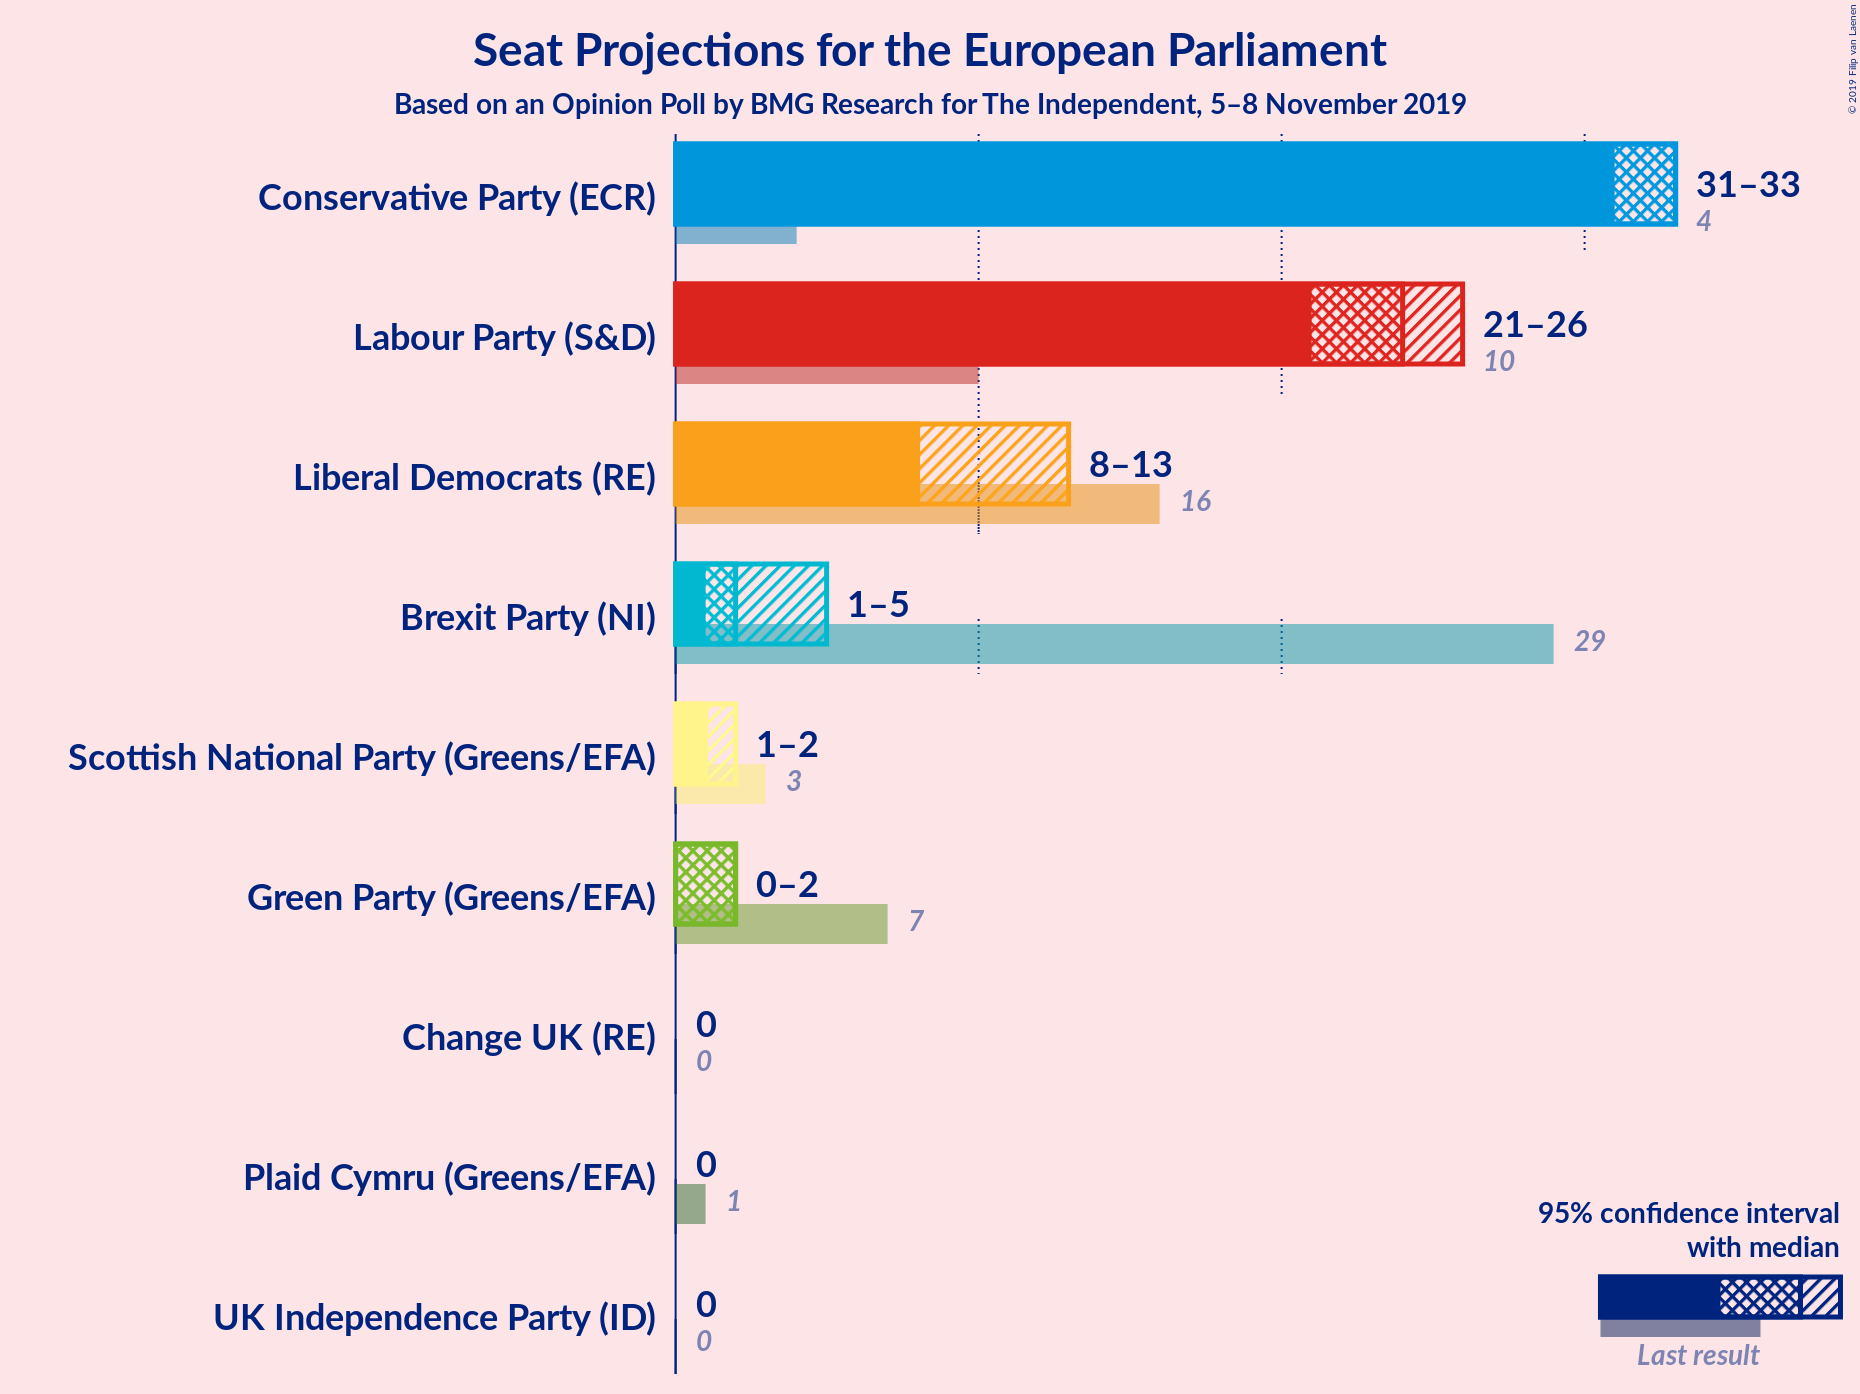 Seat Projections for the European Parliament
Based on an Opinion Poll by BMG Research for The Independent, 5–8 November 2019
© 2019 Filip van Laenen
Conservative Party (ECR)
31–33
4
Labour Party (S&D)
21–26
10
Liberal Democrats (RE)
8–13
16
Brexit Party (NI)
1–5
29
Scottish National Party (Greens/EFA)
1–2
3
Green Party (Greens/EFA)
0–2
7
Change UK (RE)
0
0
Plaid Cymru (Greens/EFA)
0
1
UK Independence Party (ID)
0
0
95% confidence interval
with median
Last result